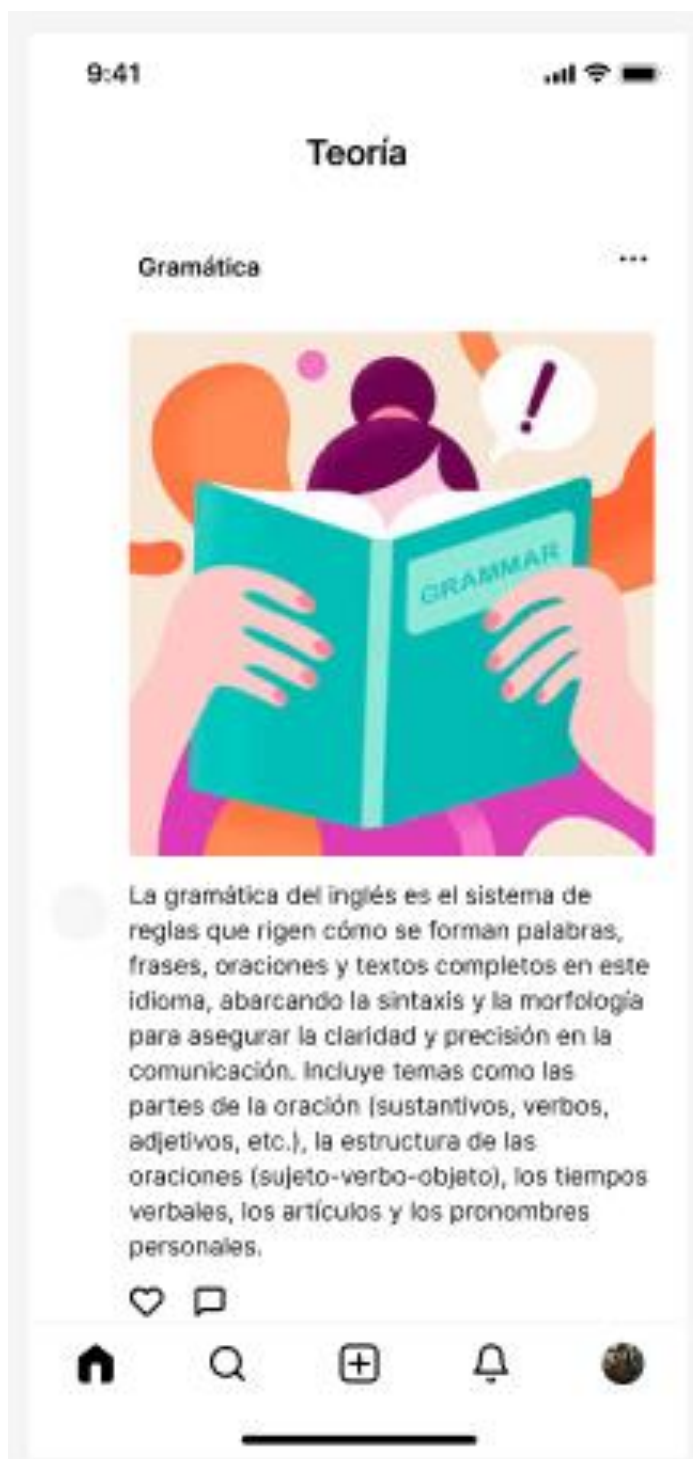 9:41
Teoría
Gramática
!
GRAMMAR
La gramática del inglés es el sistema de
reglas que rigen cómo se forman palabras,
frases, oraciones y textos completos en este
idioma, abarcando la sintaxis y la morfología
para asegurar la claridad y precisión en la
comunicación. Incluye temas como las
partes de la oración (sustantivos, verbos,
adjetivos, etc.), la estructura de las
oraciones (sujeto-verbo-objeto), los tiempos
verbales, los artículos y los pronombres
personales.